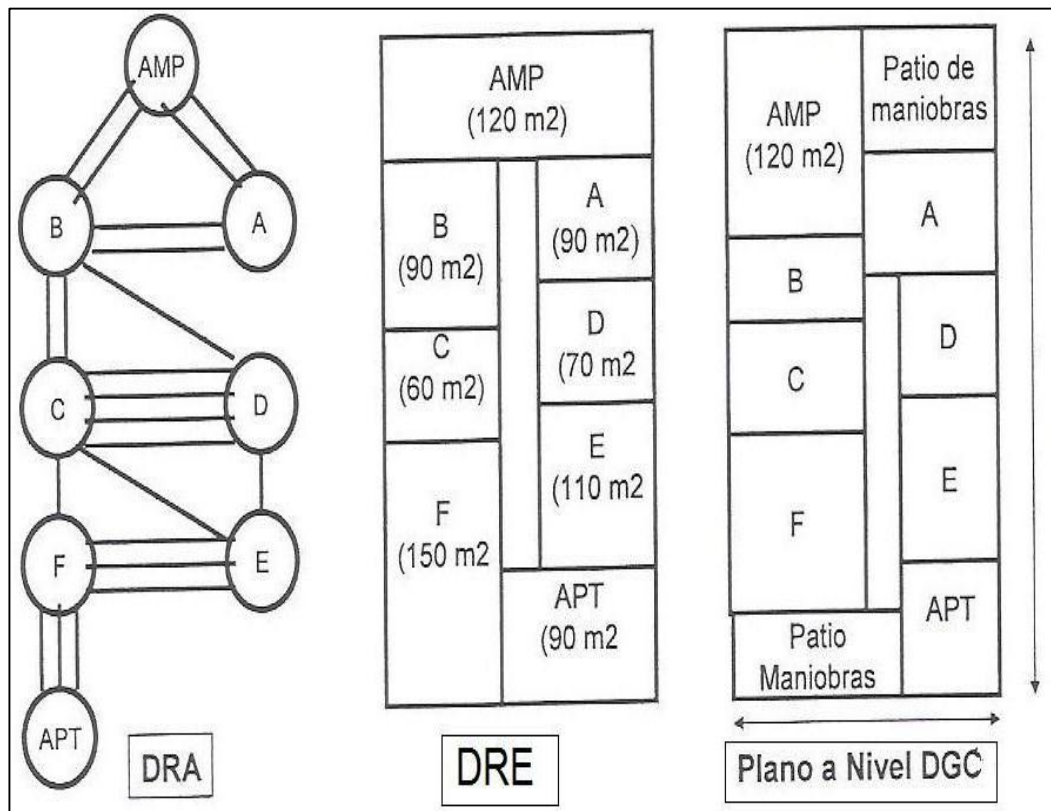 AMP
B
A
C
D
F
E
APT
DRA
AMP
(120 m2)
B
(90 m2)
A
(90 m2)
C
(60 m2)
D
(70 m2
E
(110 m2
F
(150 m2
APT
(90 m2
DRE
AMP
(120 m2)
Patio de
maniobras
A
B
D
C
E
F
APT
Patio
Maniobras
Plano a Nivel DGC